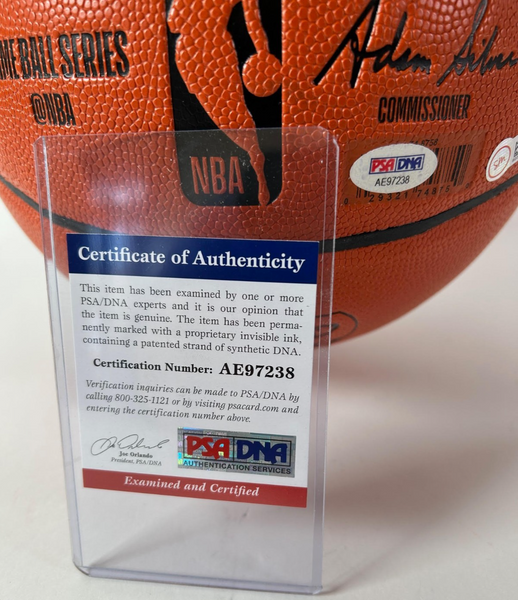 ME BALL SERIES
@NBA
NBA
Adam Silver
COMMISSIONER
PSA DNA
AE97238
29321 74815
Certificate of Authenticity
This item has been examined by one or more
PSA/DNA experts and it is our opinion that
the item is genuine. The item has been perma-
nently marked with a proprietary invisible ink,
containing a patented strand of synthetic DNA.
Certification Number: AE97238
Verification inquiries can be made to PSA/DNA by
calling 800-325-1121 or by visiting psacard.com and
entering the certification number above.
Joe Orlando
President, PSA/DNA
PSA DNA
AUTHENTICATION SERVICES
Examined and Certified